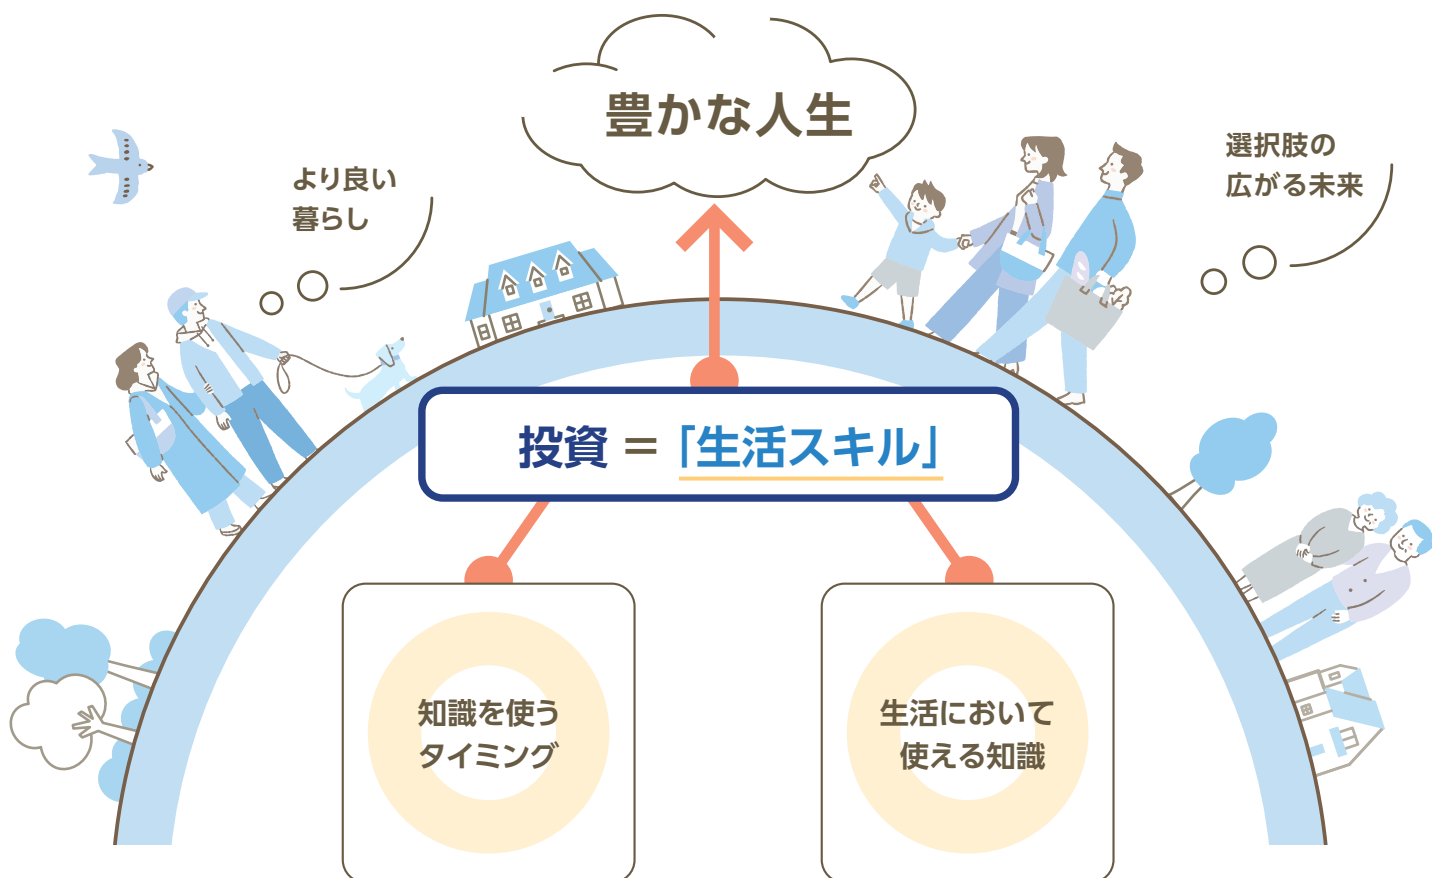 豊かな人生
より良い
暮らし
選択肢の
広がる未来
投資 = 「生活スキル」
知識を使う
タイミング
生活において
使える知識